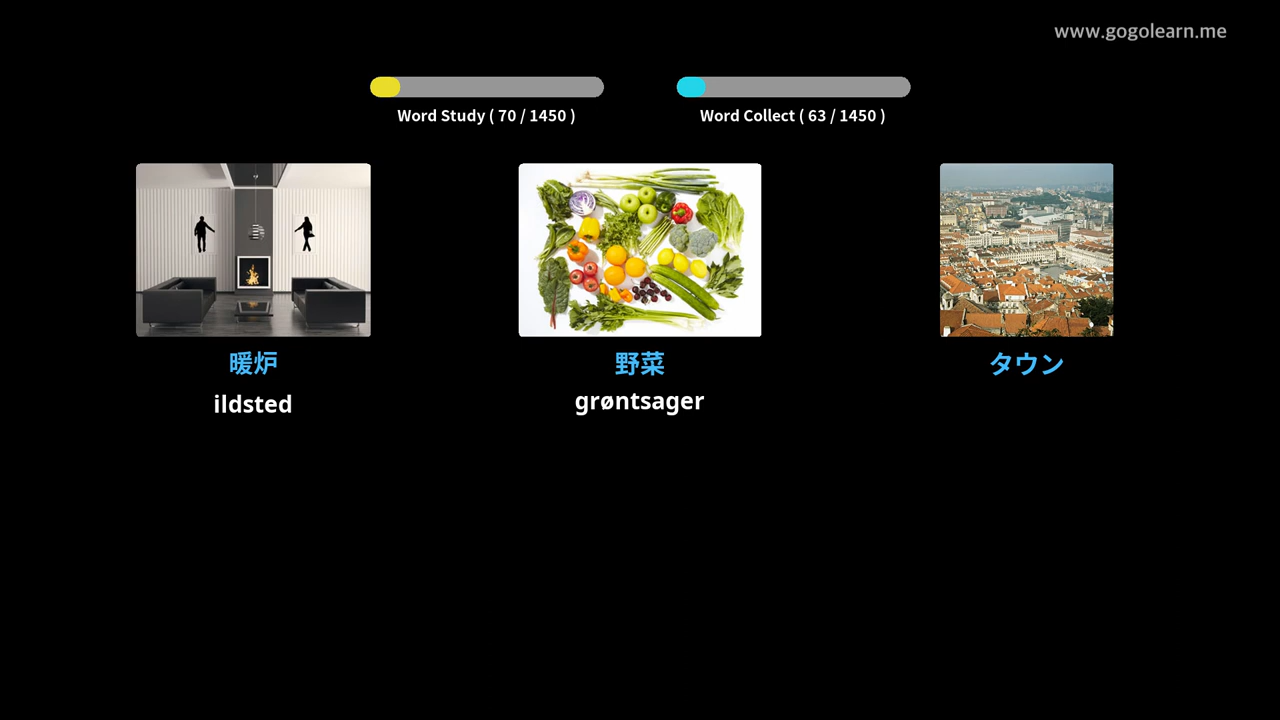 www.gogolearn.me
Word Study ( 70 / 1450 )
Word Collect ( 63 / 1450 )
暖炉
野菜
タウン
ildsted
grøntsager